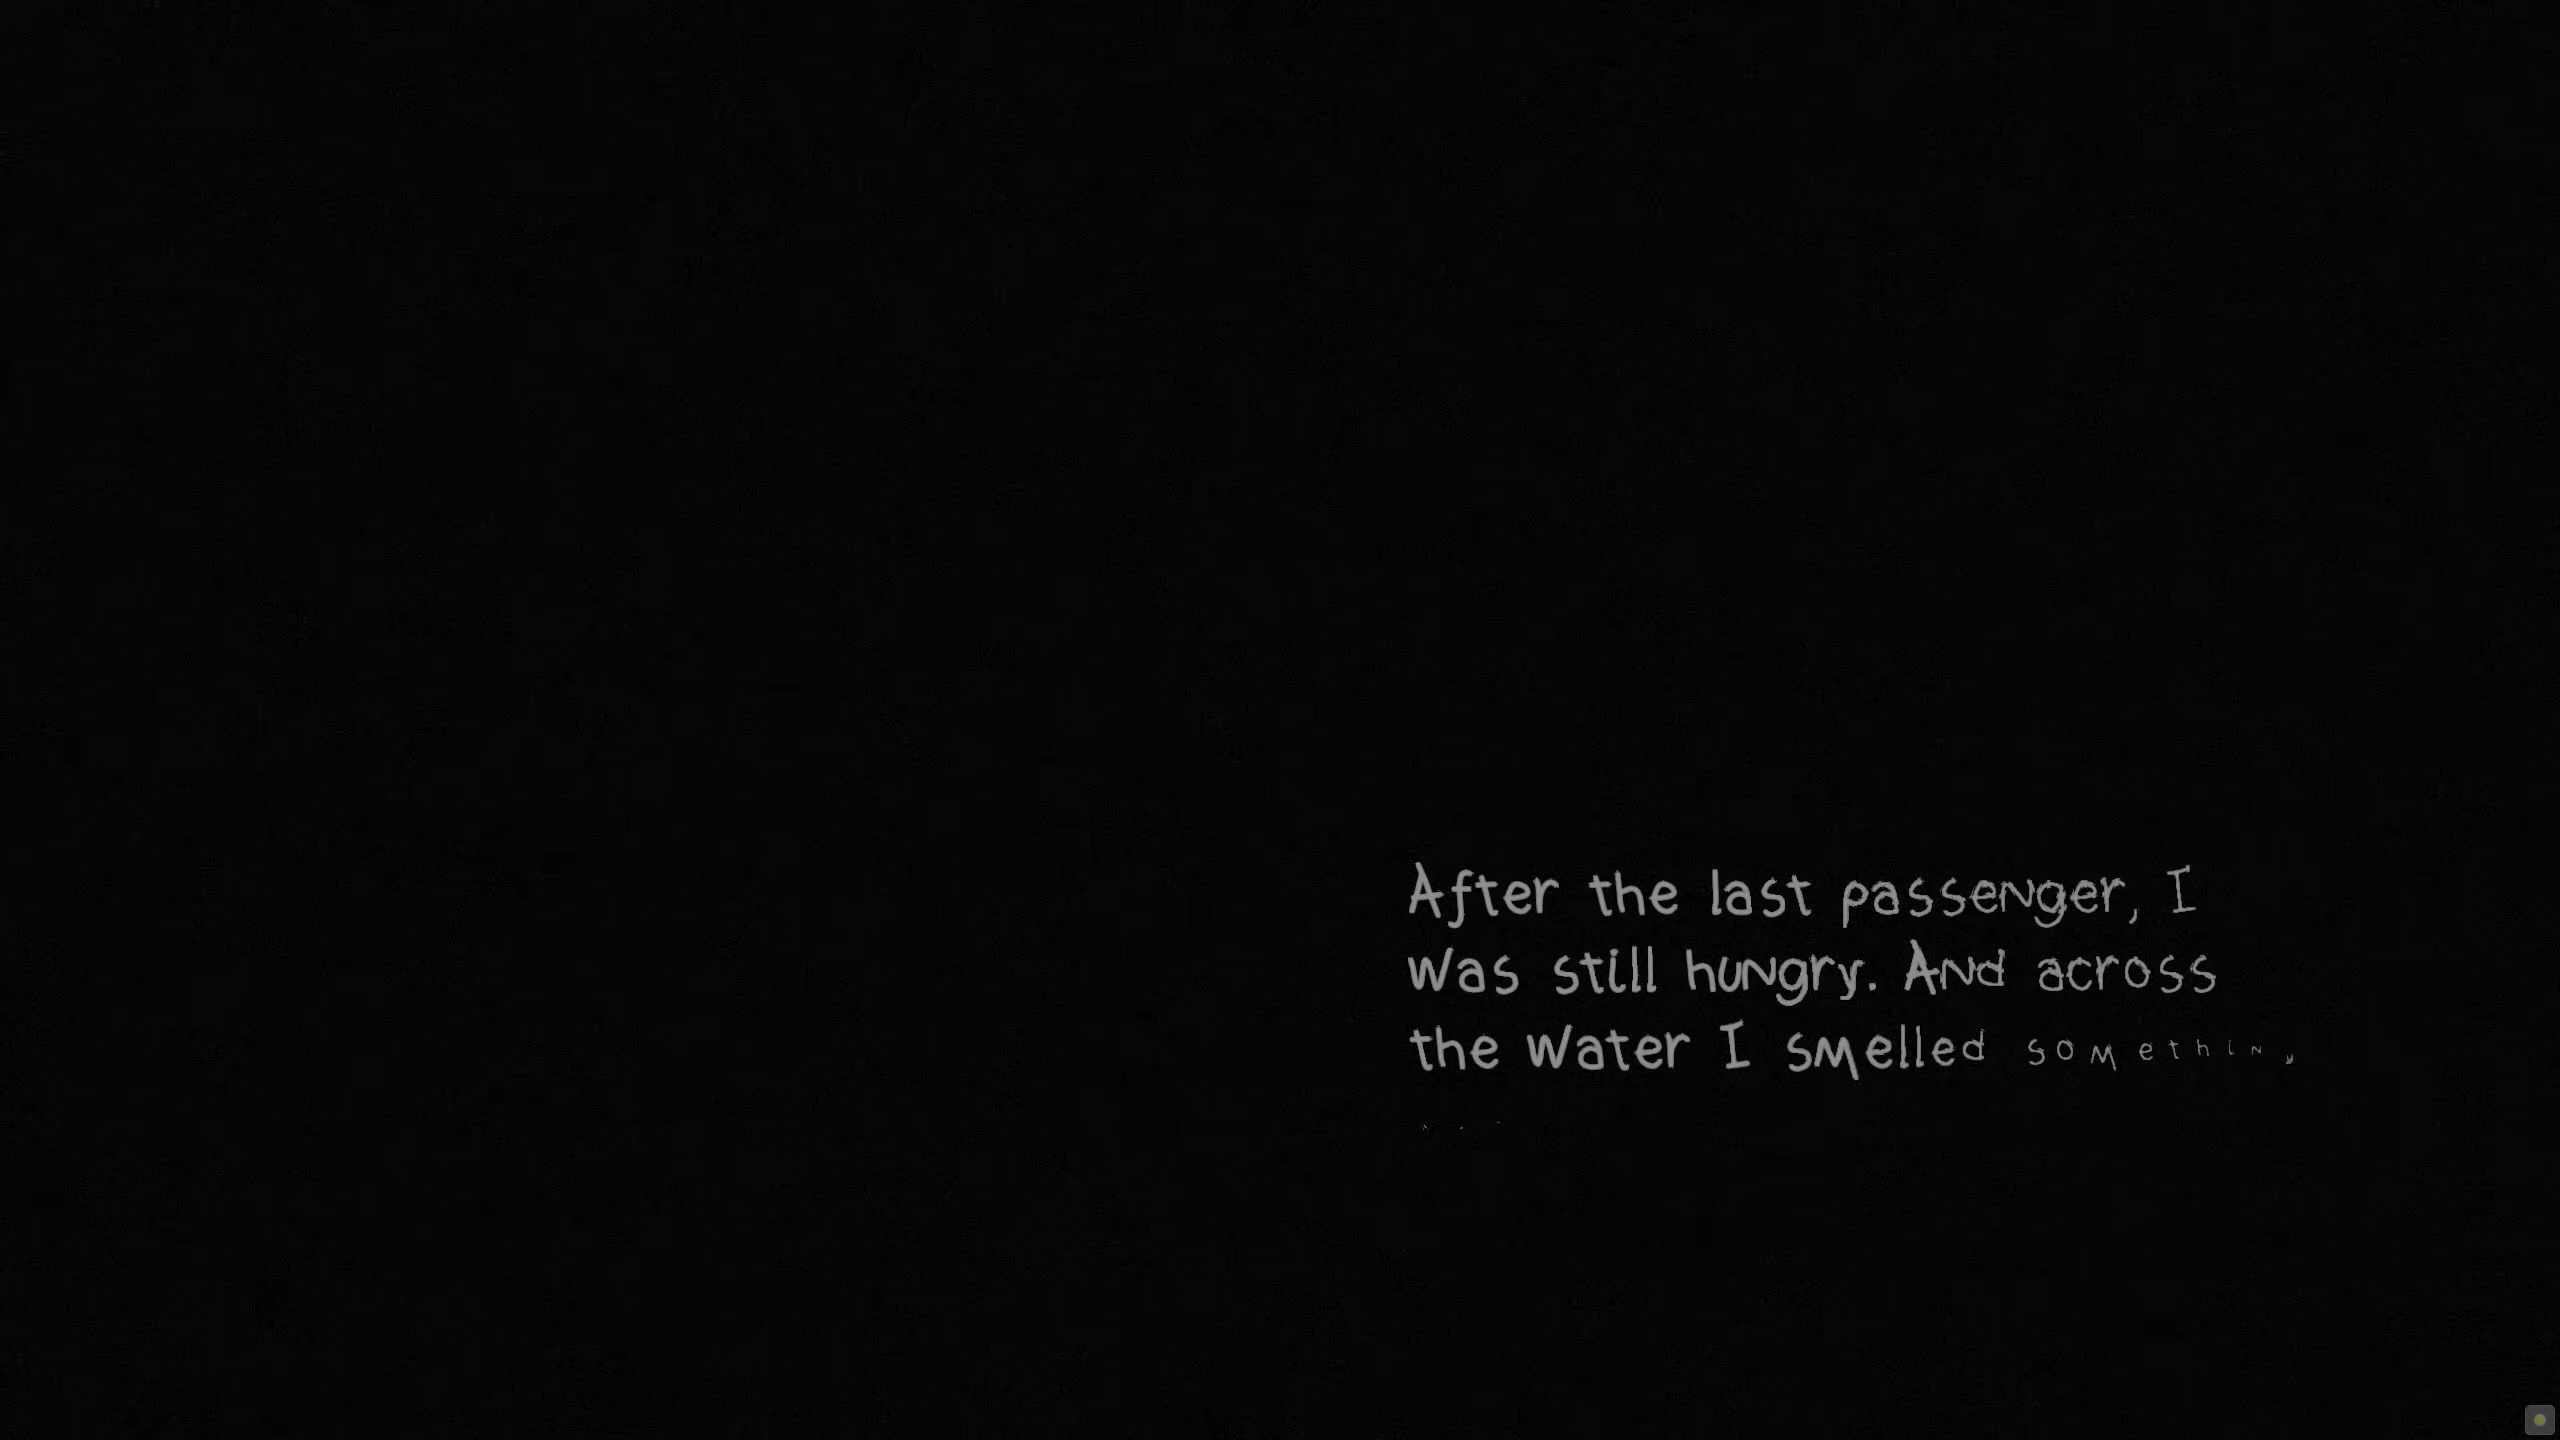 After the last passenger, I
was still hungry. And across
the water I smelled